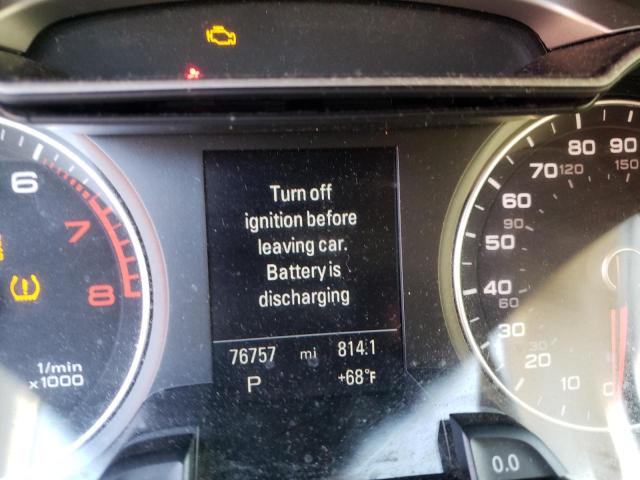 Turn off
ignition before
leaving car.
Battery is
discharging
76757 mi 814.1
P +68°F
6
7
8
1/min
x1000
80 90
70 120 150
60
90
50
40
60
30
30
20
10
0
0.0